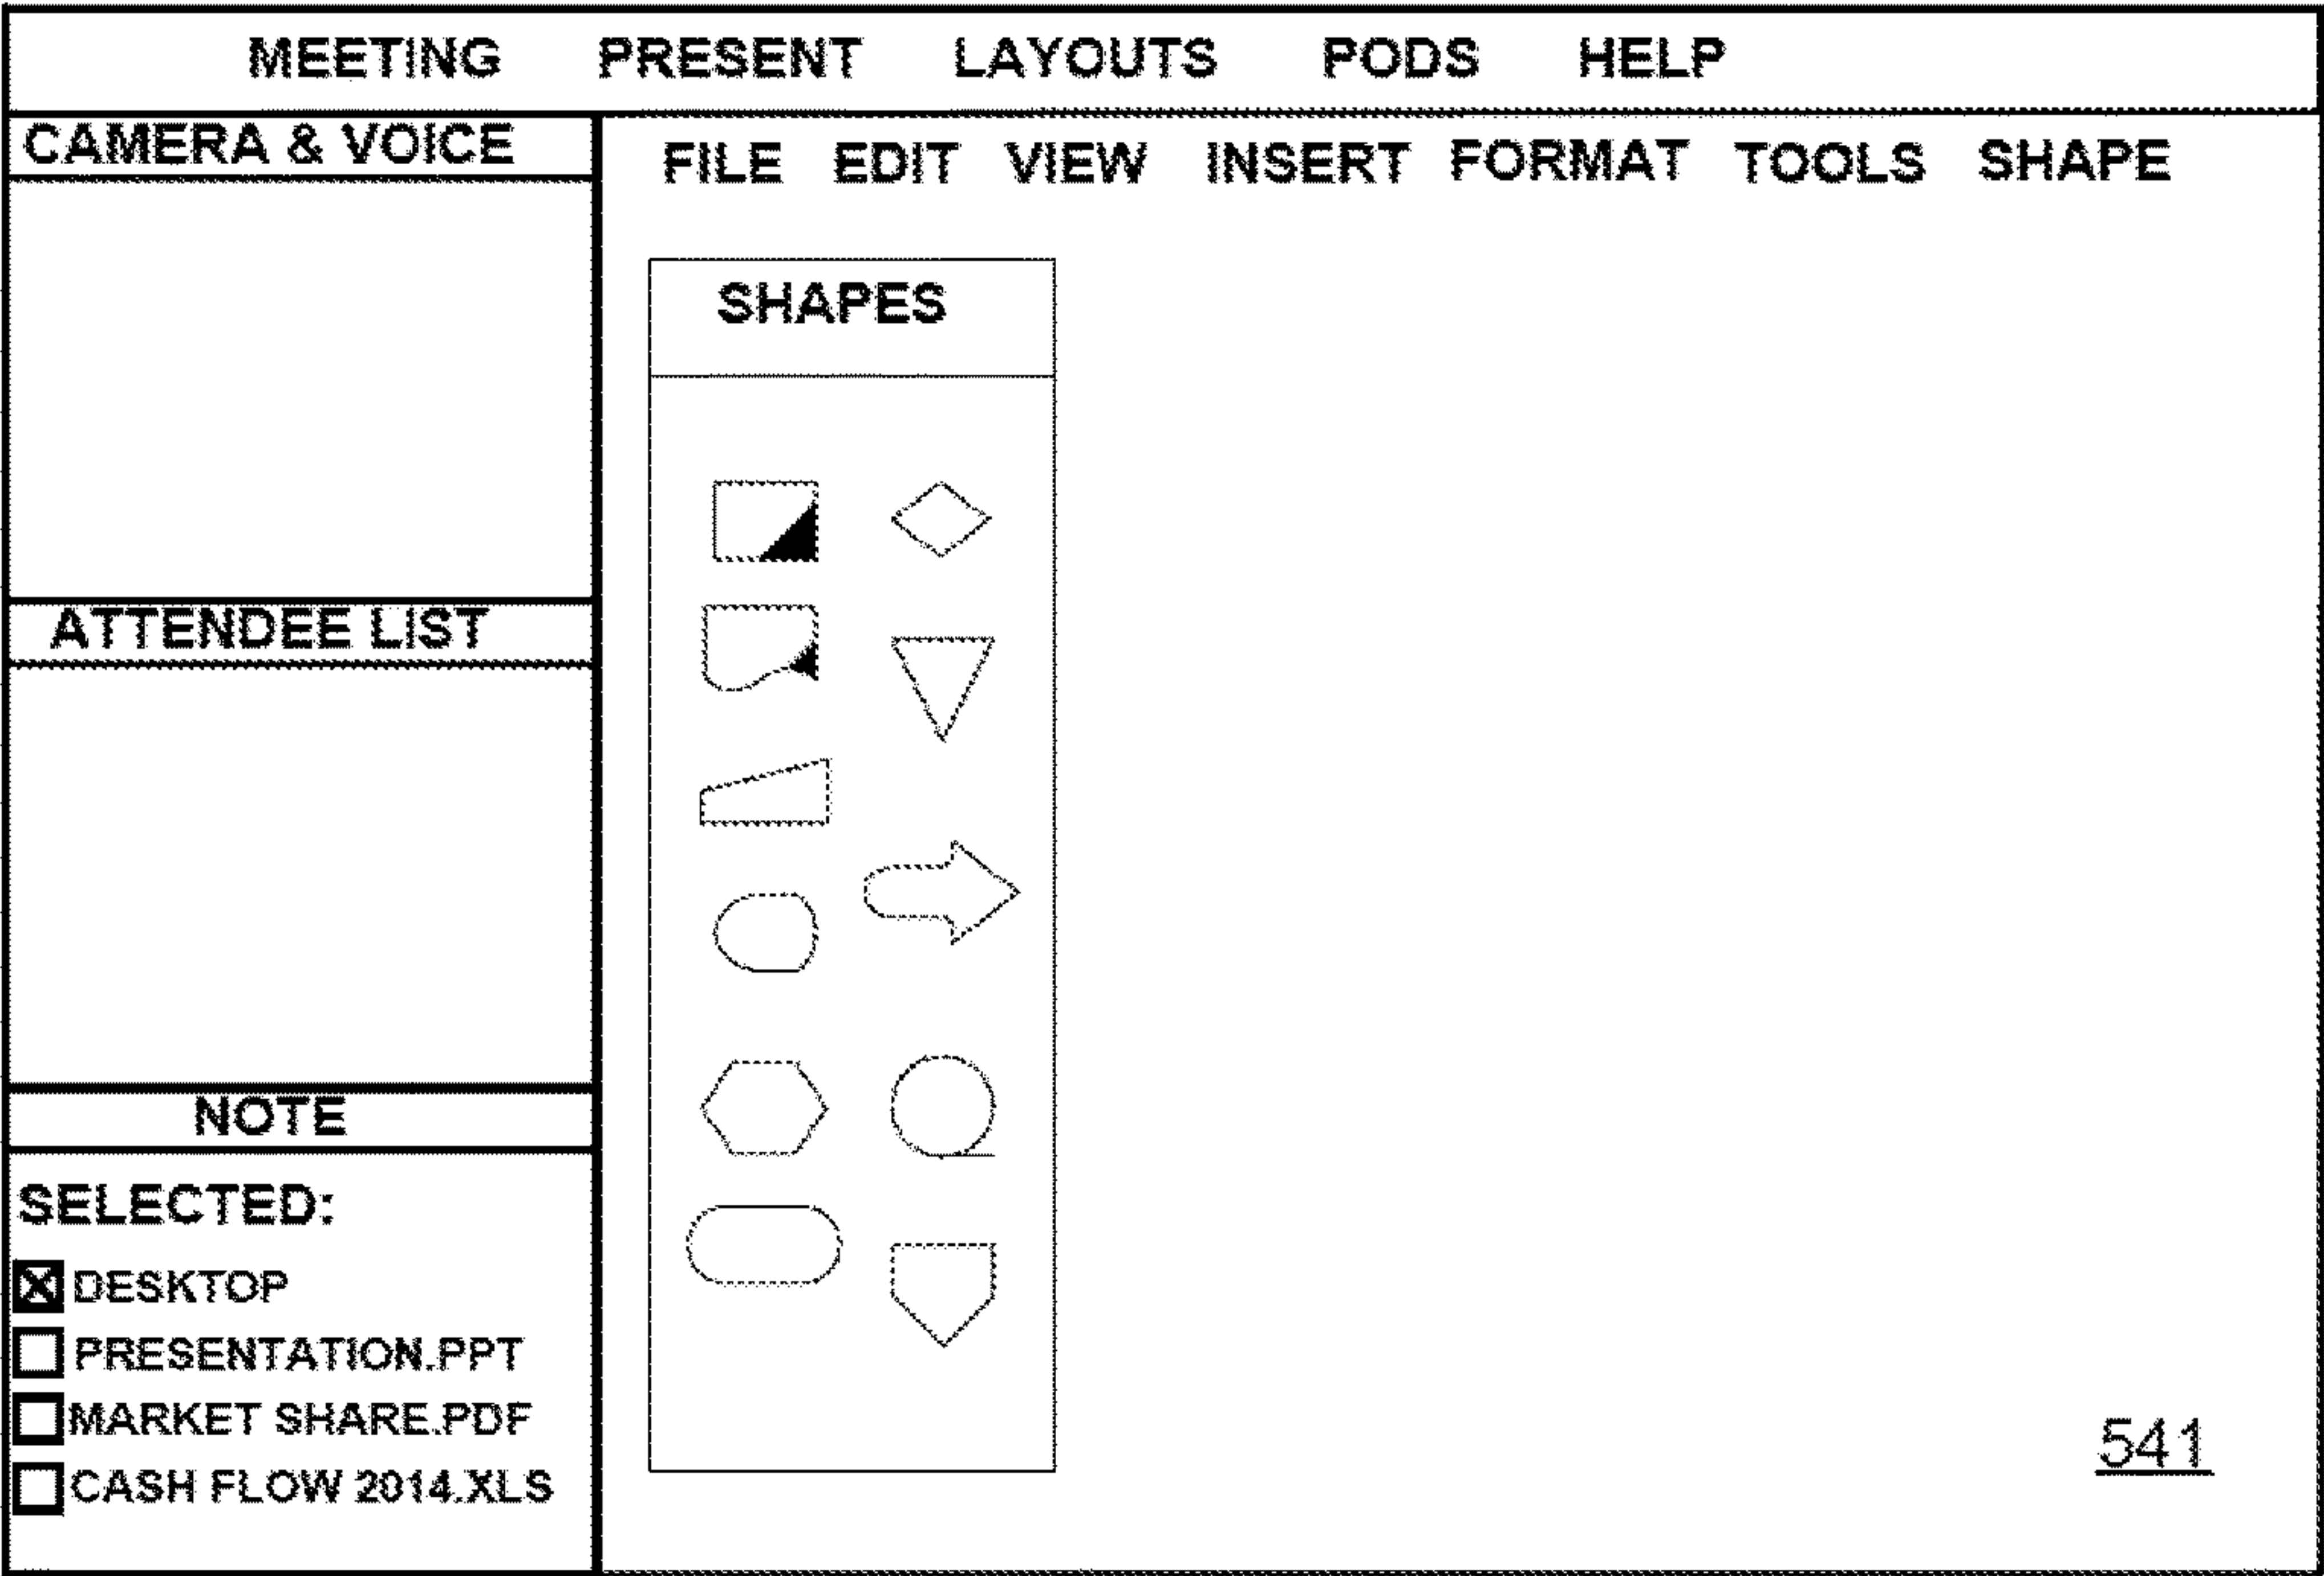 MEETING PRESENT LAYOUTS PODS HELP
CAMERA & VOICE
FILE EDIT VIEW INSERT FORMAT TOOLS SHAPE
SHAPES
ATTENDEE LIST
NOTE
SELECTED:
DESKTOP
PRESENTATION.PPT
MARKET SHARE.PDF
CASH FLOW 2014.XLS
541